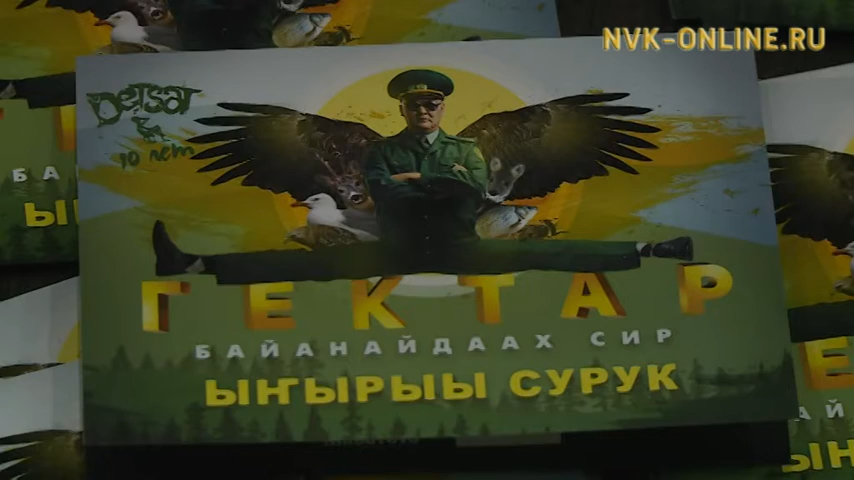 NVK-ONLINE.RU
DETSAT
10 лет
ГЕКТАР
БАЙАНАЙДААХ СИР
ЫҤЫРЫЫ СУРУК